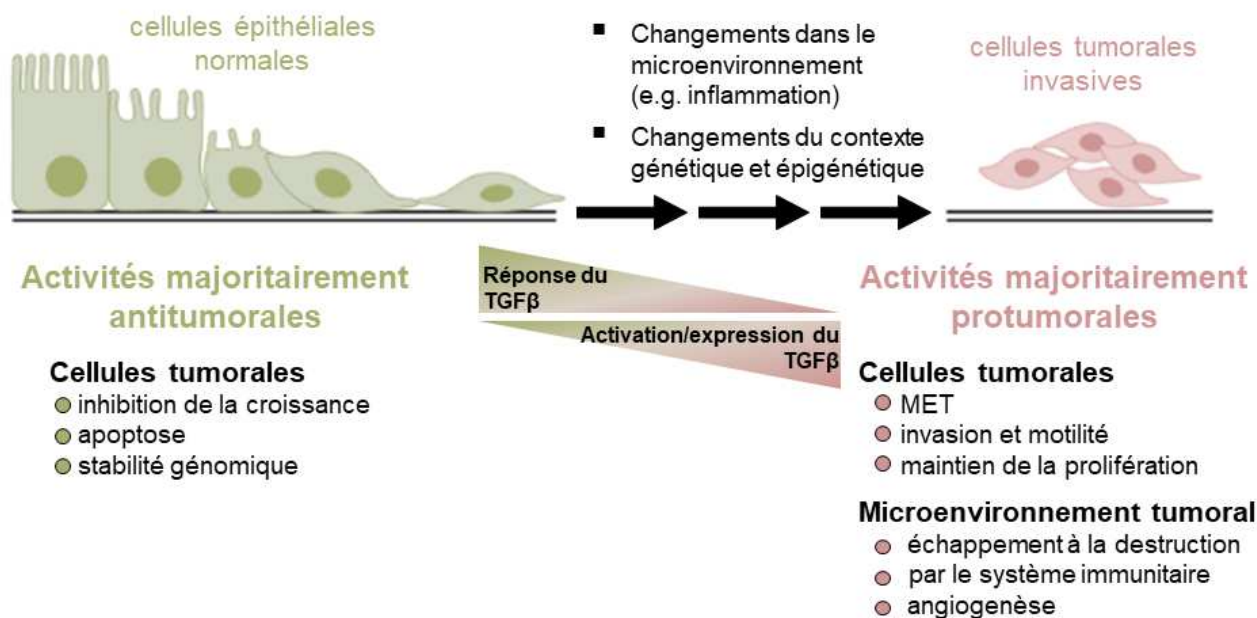 cellules épithéliales
normales
▪ Changements dans le
microenvironnement
(e.g. inflammation)
▪ Changements du contexte
génétique et épigénétique
cellules tumorales
invasives
Activités majoritairement
antitumorales
Cellules tumorales
inhibition de la croissance
apoptose
stabilité génomique
Réponse du
TGFβ
Activation/expression du
TGFβ
Activités majoritairement
protumorales
Cellules tumorales
MET
invasion et motilité
maintien de la prolifération
Microenvironnement tumoral
échappement à la destruction
par le système immunitaire
angiogenèse